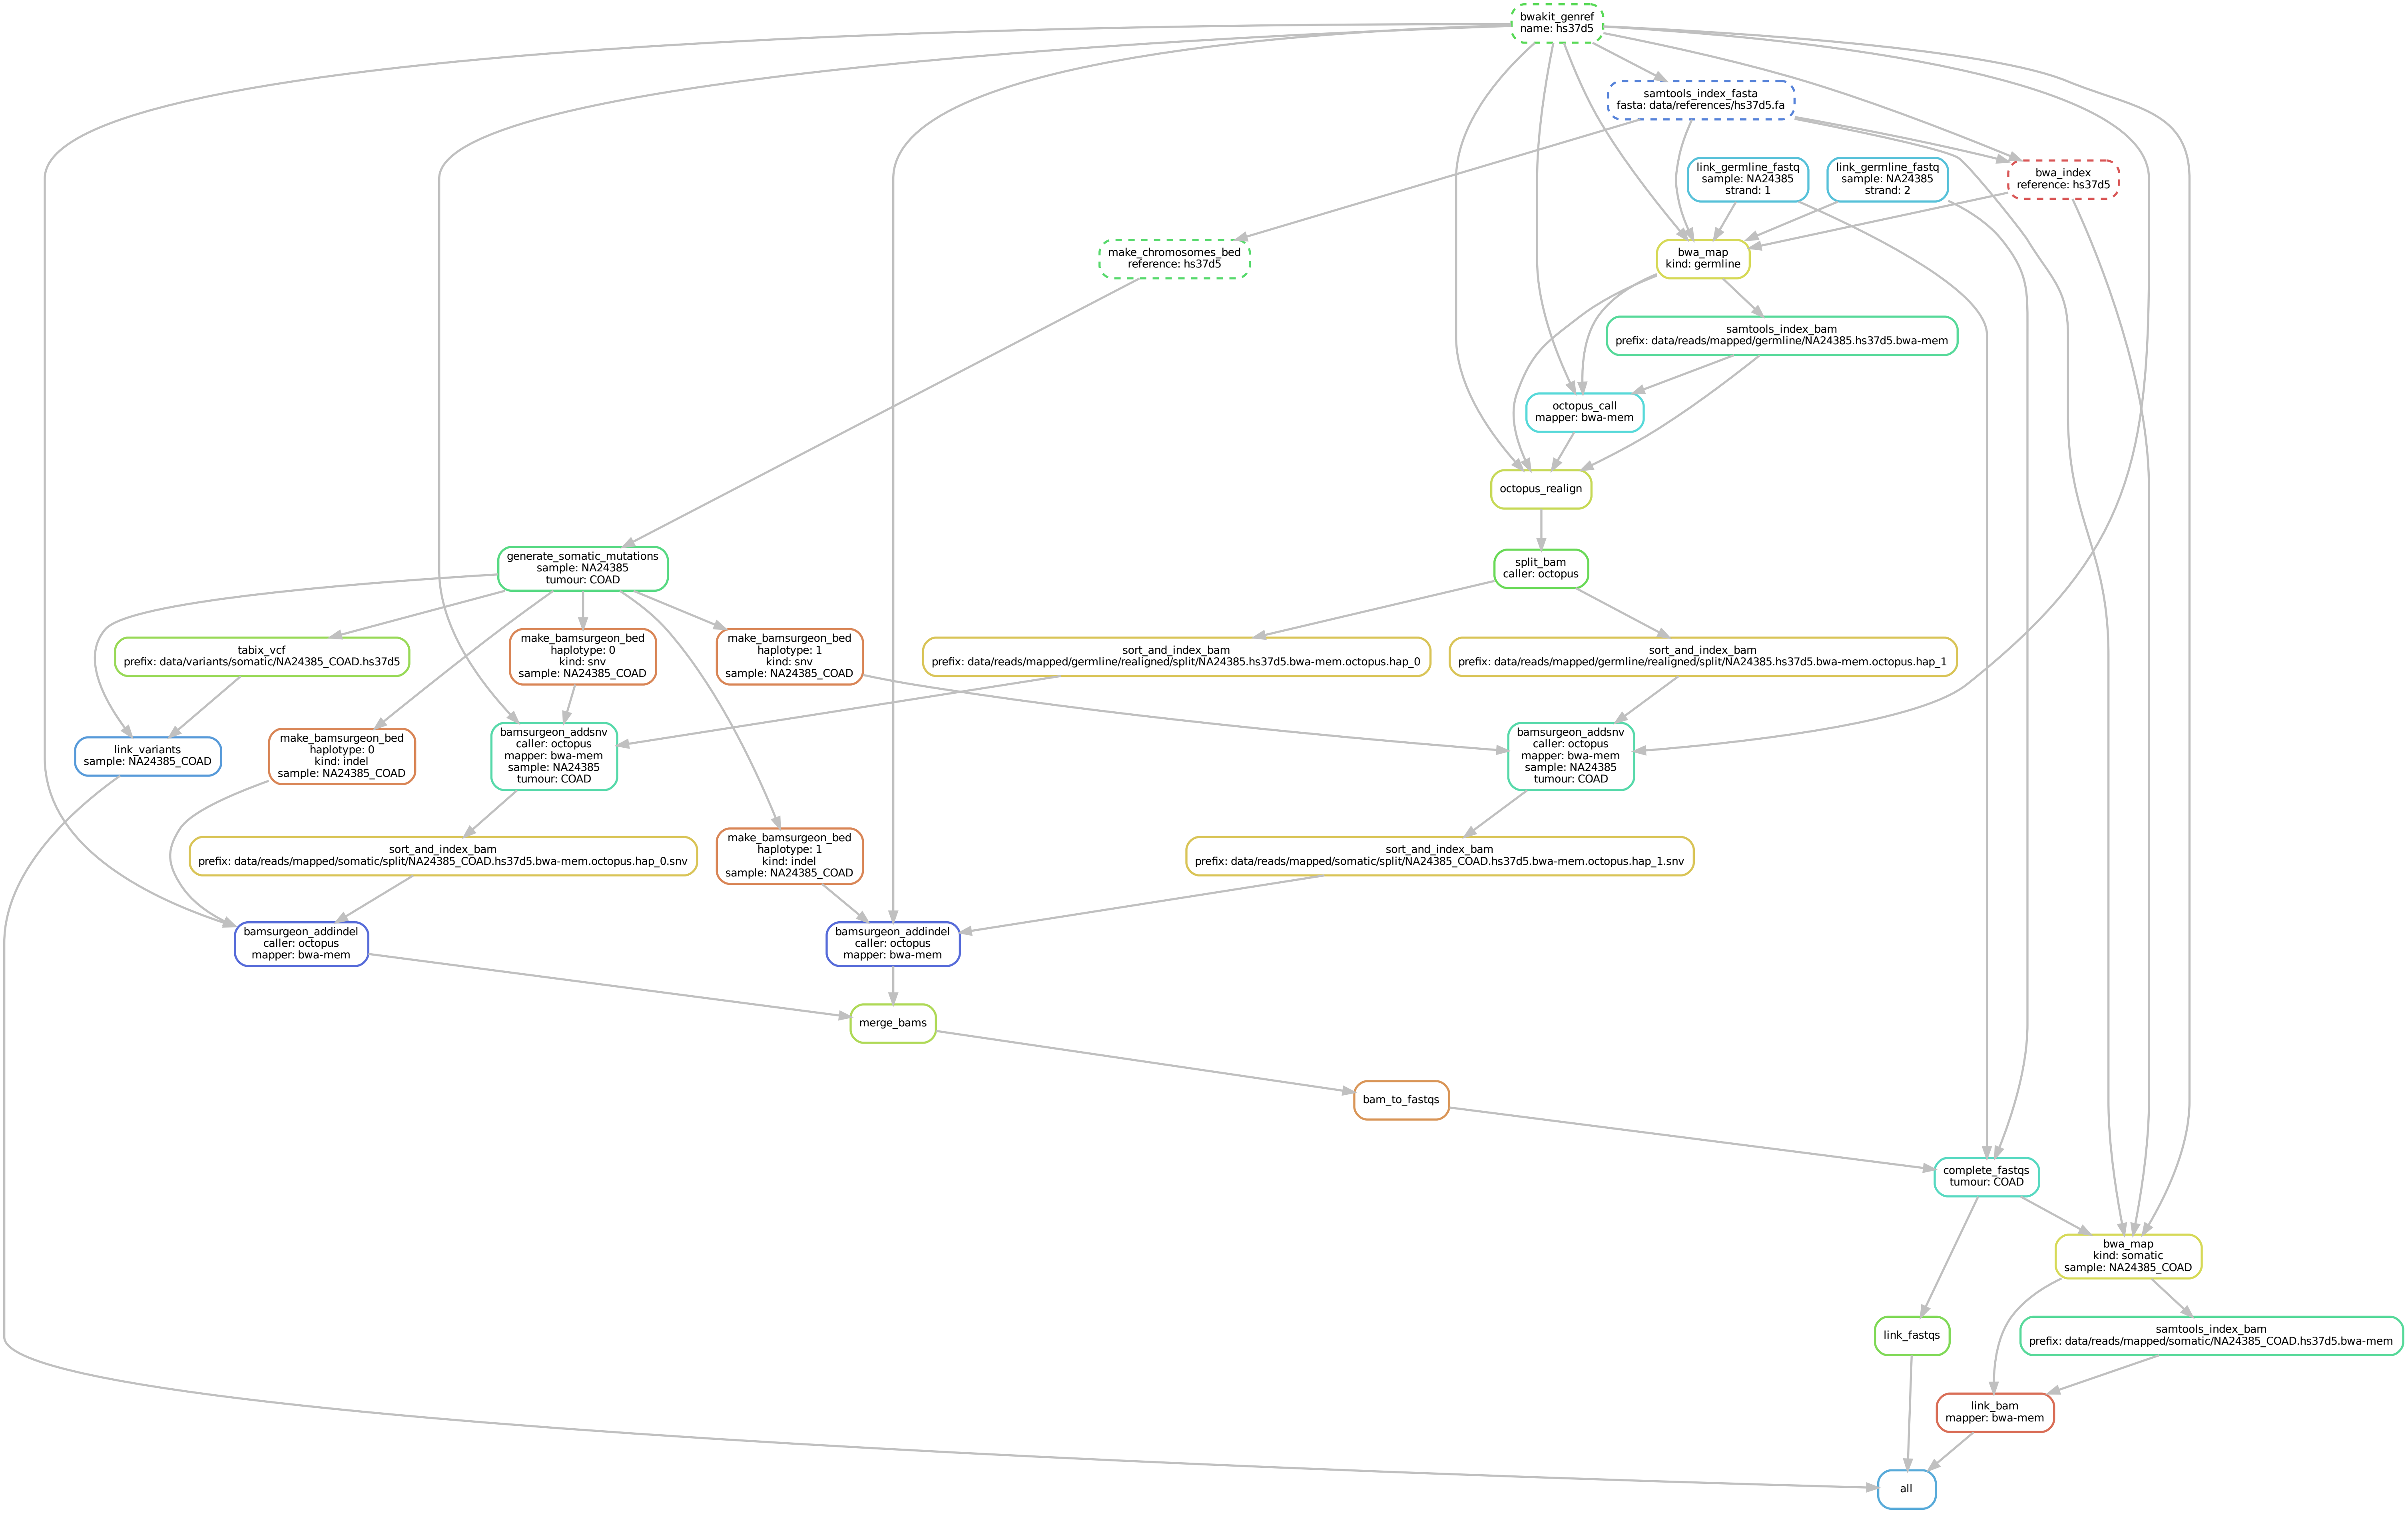 bwakit_genref
name: hs37d5
samtools_index_fasta
fasta: data/references/hs37d5.fa
link_germline_fastq
sample: NA24385
strand: 1
link_germline_fastq
sample: NA24385
strand: 2
bwa_index
reference: hs37d5
make_chromosomes_bed
reference: hs37d5
bwa_map
kind: germline
samtools_index_bam
prefix: data/reads/mapped/germline/NA24385.hs37d5.bwa-mem
octopus_call
mapper: bwa-mem
octopus_realign
generate_somatic_mutations
sample: NA24385
tumour: COAD
split_bam
caller: octopus
tabix_vcf
prefix: data/variants/somatic/NA24385_COAD.hs37d5
make_bamsurgeon_bed
haplotype: 0
kind: snv
sample: NA24385_COAD
make_bamsurgeon_bed
haplotype: 1
kind: snv
sample: NA24385_COAD
sort_and_index_bam
prefix: data/reads/mapped/germline/realigned/split/NA24385.hs37d5.bwa-mem.octopus.hap_0
sort_and_index_bam
prefix: data/reads/mapped/germline/realigned/split/NA24385.hs37d5.bwa-mem.octopus.hap_1
link_variants
sample: NA24385_COAD
make_bamsurgeon_bed
haplotype: 0
kind: indel
sample: NA24385_COAD
bamsurgeon_addsnv
caller: octopus
mapper: bwa-mem
sample: NA24385
tumour: COAD
bamsurgeon_addsnv
caller: octopus
mapper: bwa-mem
sample: NA24385
tumour: COAD
sort_and_index_bam
prefix: data/reads/mapped/somatic/split/NA24385_COAD.hs37d5.bwa-mem.octopus.hap_0.snv
make_bamsurgeon_bed
haplotype: 1
kind: indel
sample: NA24385_COAD
sort_and_index_bam
prefix: data/reads/mapped/somatic/split/NA24385_COAD.hs37d5.bwa-mem.octopus.hap_1.snv
bamsurgeon_addindel
caller: octopus
mapper: bwa-mem
bamsurgeon_addindel
caller: octopus
mapper: bwa-mem
merge_bams
bam_to_fastqs
complete_fastqs
tumour: COAD
bwa_map
kind: somatic
sample: NA24385_COAD
link_fastqs
samtools_index_bam
prefix: data/reads/mapped/somatic/NA24385_COAD.hs37d5.bwa-mem
link_bam
mapper: bwa-mem
all